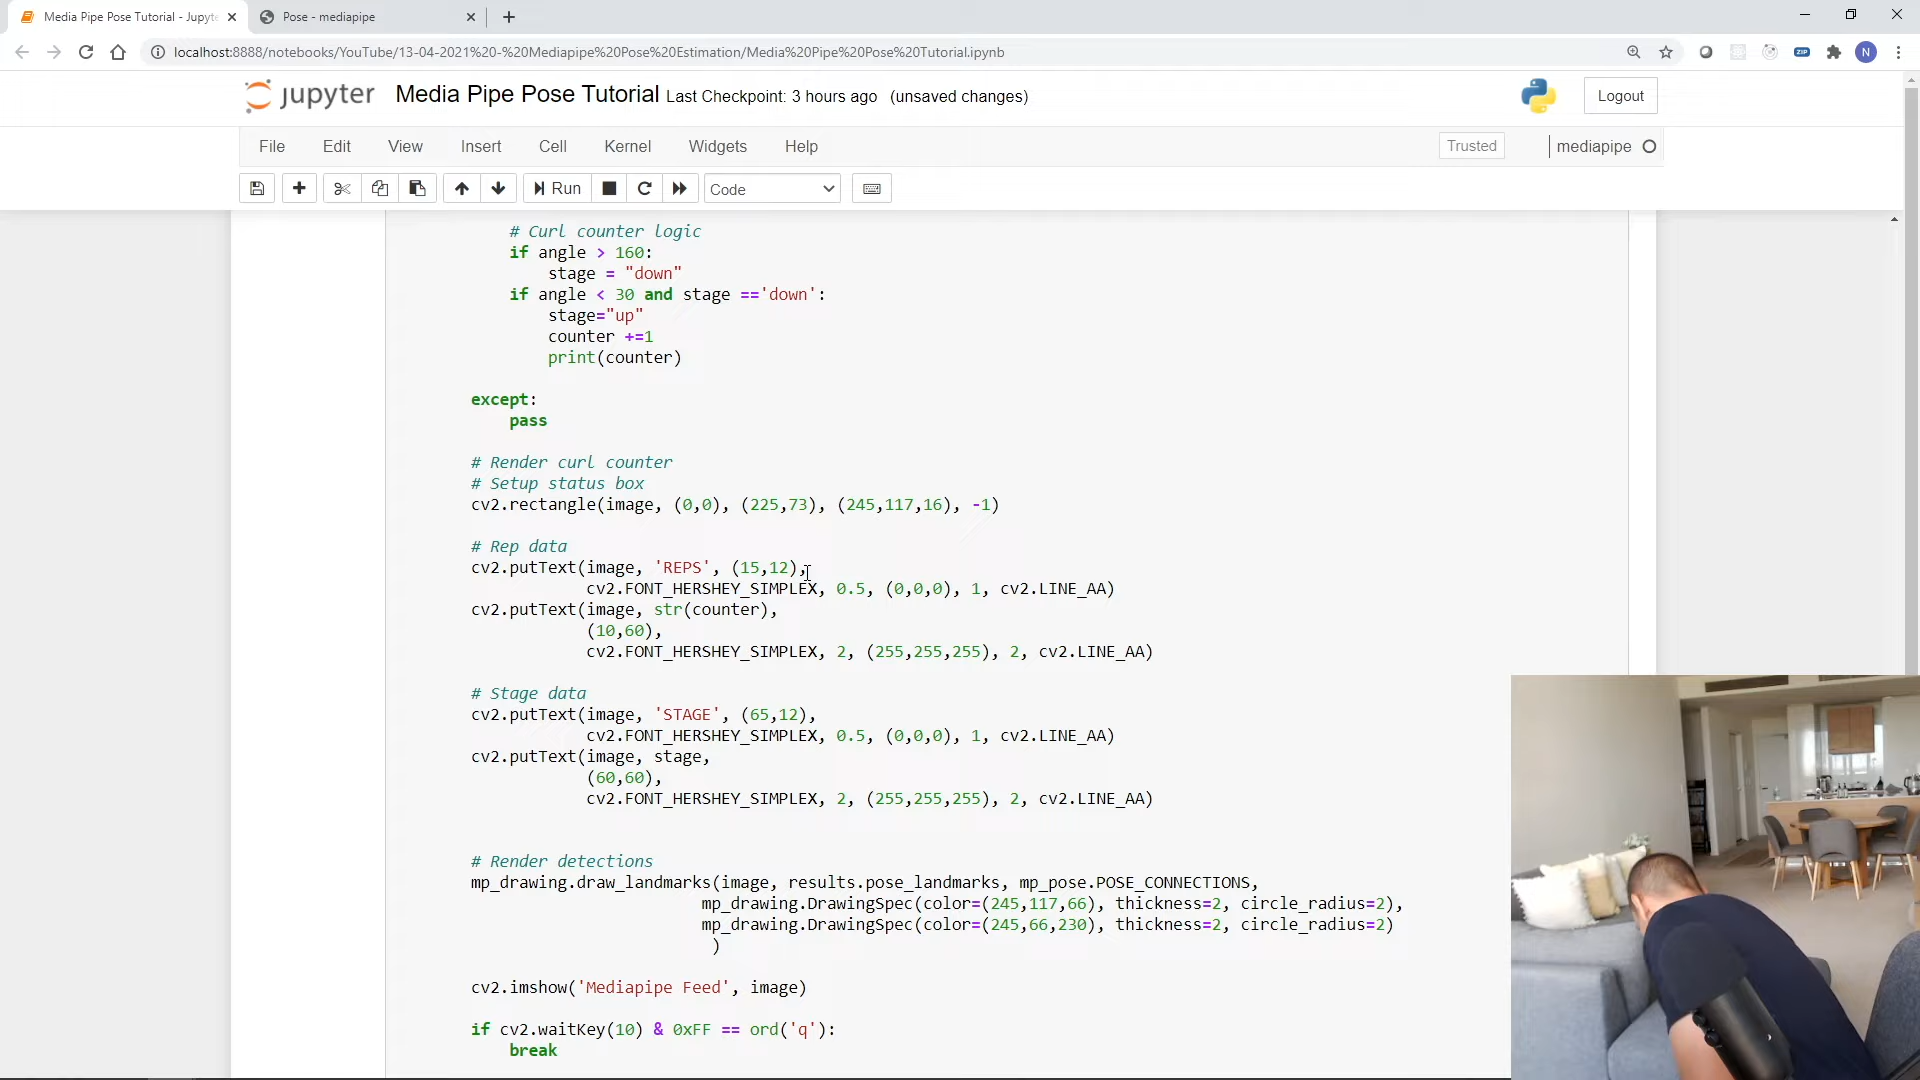 Media Pipe Pose Tutorial - Jupyte
Pose - mediapipe
localhost:8888/notebooks/YouTube/13-04-2021%20-%20Mediapipe%20Pose%20Estimation/Media%20Pipe%20Pose%20Tutorial.ipynb
ZIP
N
jupyter Media Pipe Pose Tutorial Last Checkpoint: 3 hours ago (unsaved changes)
Logout
File Edit View Insert Cell Kernel Widgets Help
Trusted
mediapipe
Run
Code
# Curl counter logic
if angle > 160:
    stage = "down"
if angle < 30 and stage =='down':
    stage="up"
    counter +=1
    print(counter)
except:
    pass
# Render curl counter
# Setup status box
cv2.rectangle(image, (0,0), (225,73), (245,117,16), -1)
# Rep data
cv2.putText(image, 'REPS', (15,12),
            cv2.FONT_HERSHEY_SIMPLEX, 0.5, (0,0,0), 1, cv2.LINE_AA)
cv2.putText(image, str(counter),
            (10,60),
            cv2.FONT_HERSHEY_SIMPLEX, 2, (255,255,255), 2, cv2.LINE_AA)
# Stage data
cv2.putText(image, 'STAGE', (65,12),
            cv2.FONT_HERSHEY_SIMPLEX, 0.5, (0,0,0), 1, cv2.LINE_AA)
cv2.putText(image, stage,
            (60,60),
            cv2.FONT_HERSHEY_SIMPLEX, 2, (255,255,255), 2, cv2.LINE_AA)
# Render detections
mp_drawing.draw_landmarks(image, results.pose_landmarks, mp_pose.POSE_CONNECTIONS,
                        mp_drawing.DrawingSpec(color=(245,117,66), thickness=2, circle_radius=2),
                        mp_drawing.DrawingSpec(color=(245,66,230), thickness=2, circle_radius=2)
                         )
cv2.imshow('Mediapipe Feed', image)
if cv2.waitKey(10) & 0xFF == ord('q'):
    break